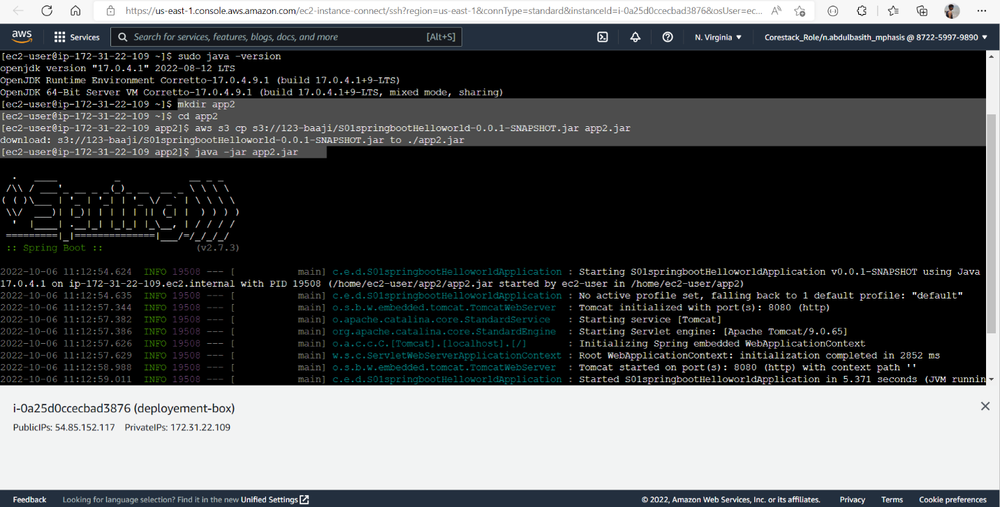 https://us-east-1.console.aws.amazon.com/ec2-instance-connect/ssh?region=us-east-1&connType=standard&instanceId=i-0a25d0ccecbad3876&osUser=ec...
aws Services Search for services, features, blogs, docs, and more [Alt+S] N. Virginia Corestack_Role/n.abdulbasith_mphasis @ 8722-5997-9890
[ec2-user@ip-172-31-22-109 ~]$ sudo java -version
openjdk version "17.0.4.1" 2022-08-12 LTS
OpenJDK Runtime Environment Corretto-17.0.4.9.1 (build 17.0.4.1+9-LTS)
OpenJDK 64-Bit Server VM Corretto-17.0.4.9.1 (build 17.0.4.1+9-LTS, mixed mode, sharing)
[ec2-user@ip-172-31-22-109 ~]$ mkdir app2
[ec2-user@ip-172-31-22-109 ~]$ cd app2
[ec2-user@ip-172-31-22-109 app2]$ aws s3 cp s3://123-baaji/S01springbootHelloworld-0.0.1-SNAPSHOT.jar app2.jar
download: s3://123-baaji/S01springbootHelloworld-0.0.1-SNAPSHOT.jar to ./app2.jar
[ec2-user@ip-172-31-22-109 app2]$ java -jar app2.jar
Spring
:: Spring Boot :: (v2.7.3)
2022-10-06 11:12:54.624 INFO 19508 --- [ main] c.e.d.S01springbootHelloworldApplication : Starting S01springbootHelloworldApplication v0.0.1-SNAPSHOT using Java
17.0.4.1 on ip-172-31-22-109.ec2.internal with PID 19508 (/home/ec2-user/app2/app2.jar started by ec2-user in /home/ec2-user/app2)
2022-10-06 11:12:54.635 INFO 19508 --- [ main] c.e.d.S01springbootHelloworldApplication : No active profile set, falling back to 1 default profile: "default"
2022-10-06 11:12:57.344 INFO 19508 --- [ main] o.s.b.w.embedded.tomcat.TomcatWebServer : Tomcat initialized with port(s): 8080 (http)
2022-10-06 11:12:57.382 INFO 19508 --- [ main] o.apache.catalina.core.StandardService : Starting service [Tomcat]
2022-10-06 11:12:57.386 INFO 19508 --- [ main] org.apache.catalina.core.StandardEngine : Starting Servlet engine: [Apache Tomcat/9.0.65]
2022-10-06 11:12:57.626 INFO 19508 --- [ main] o.a.c.c.C.[Tomcat].[localhost].[/] : Initializing Spring embedded WebApplicationContext
2022-10-06 11:12:57.629 INFO 19508 --- [ main] w.s.c.ServletWebServerApplicationContext : Root WebApplicationContext: initialization completed in 2852 ms
2022-10-06 11:12:58.988 INFO 19508 --- [ main] o.s.b.w.embedded.tomcat.TomcatWebServer : Tomcat started on port(s): 8080 (http) with context path ''
2022-10-06 11:12:59.011 INFO 19508 --- [ main] c.e.d.S01springbootHelloworldApplication : Started S01springbootHelloworldApplication in 5.371 seconds (JVM runnin
i-0a25d0ccecbad3876 (deployement-box)
PublicIPs: 54.85.152.117 PrivateIPs: 172.31.22.109
Feedback Looking for language selection? Find it in the new Unified Settings © 2022, Amazon Web Services, Inc. or its affiliates. Privacy Terms Cookie preferences